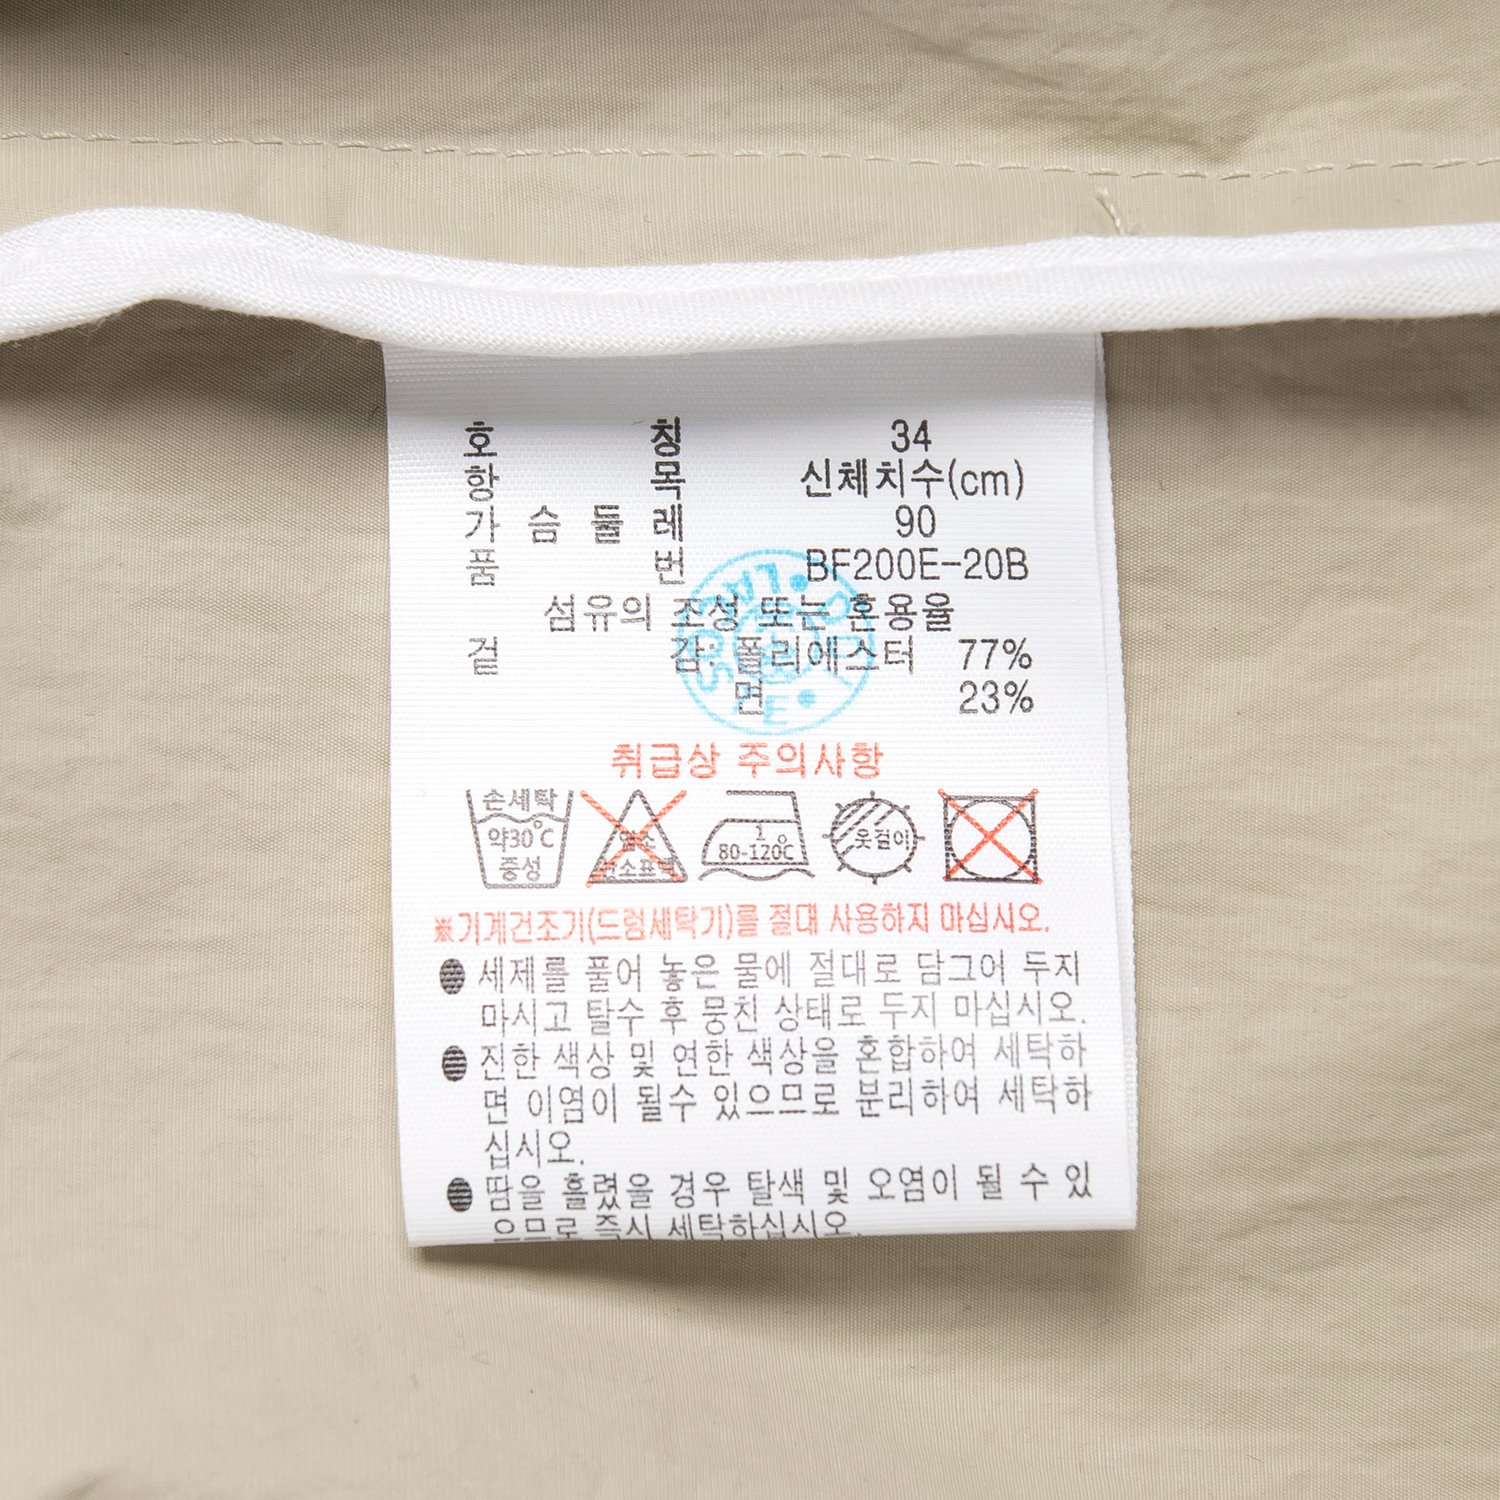 호 칭 34
항 목 신체치수(cm)
가 슴 둘 레 90
품 번 BF200E-20B
섬유의 조성 또는 혼용율
겉 감: 폴리에스터 77%
면 23%
취급상 주의사항
손세탁
약30℃
중성
염소
산소표백
1
80-120℃
옷걸이
※기계건조기(드럼세탁기)를 절대 사용하지 마십시오.
● 세제를 풀어 놓은 물에 절대로 담그어 두지
마시고 탈수 후 뭉친 상태로 두지 마십시오.
● 진한 색상 및 연한 색상을 혼합하여 세탁하
면 이염이 될수 있으므로 분리하여 세탁하
십시오.
● 땀을 흘렸을 경우 탈색 및 오염이 될 수 있
으므로 즉시 세탁하십시오.